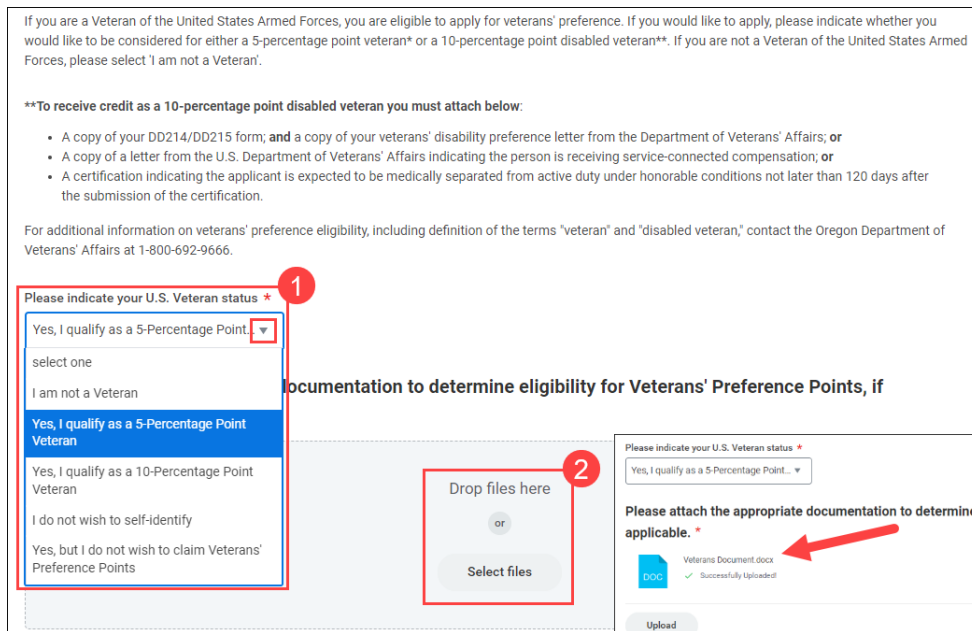 If you are a Veteran of the United States Armed Forces, you are eligible to apply for veterans' preference. If you would like to apply, please indicate whether you
would like to be considered for either a 5-percentage point veteran* or a 10-percentage point disabled veteran**. If you are not a Veteran of the United States Armed
Forces, please select 'I am not a Veteran'.
**To receive credit as a 10-percentage point disabled veteran you must attach below:
• A copy of your DD214/DD215 form; and a copy of your veterans' disability preference letter from the Department of Veterans' Affairs; or
• A copy of a letter from the U.S. Department of Veterans' Affairs indicating the person is receiving service-connected compensation; or
• A certification indicating the applicant is expected to be medically separated from active duty under honorable conditions not later than 120 days after
the submission of the certification.
For additional information on veterans' preference eligibility, including definition of the terms "veteran" and "disabled veteran," contact the Oregon Department of
Veterans' Affairs at 1-800-692-9666.
1
Please indicate your U.S. Veteran status *
Yes, I qualify as a 5-Percentage Point...
select one
I am not a Veteran
Yes, I qualify as a 5-Percentage Point
Veteran
Yes, I qualify as a 10-Percentage Point
Veteran
I do not wish to self-identify
Yes, but I do not wish to claim Veterans'
Preference Points
documentation to determine eligibility for Veterans' Preference Points, if
2
Drop files here
or
Select files
Please indicate your U.S. Veteran status *
Yes, I qualify as a 5-Percentage Point...
Please attach the appropriate documentation to determine
applicable. *
DOC
Veterans Document.docx
Successfully Uploaded!
Upload